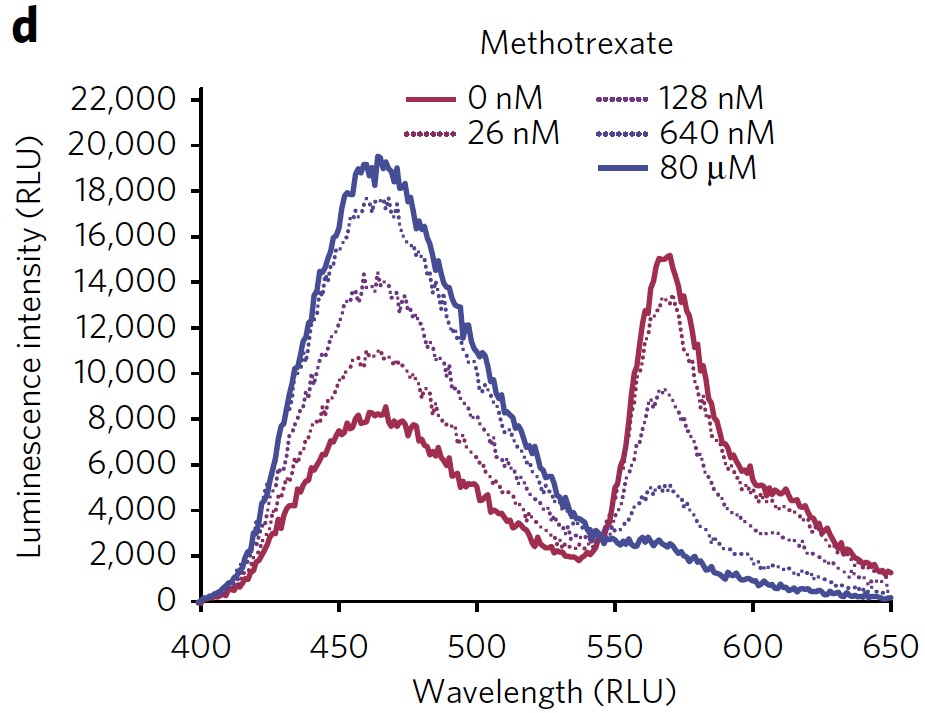 d
Methotrexate
0 nM
26 nM
128 nM
640 nM
80 μM
Luminescence intensity (RLU)
22,000
20,000
18,000
16,000
14,000
12,000
10,000
8,000
6,000
4,000
2,000
0
400 450 500 550 600 650
Wavelength (RLU)